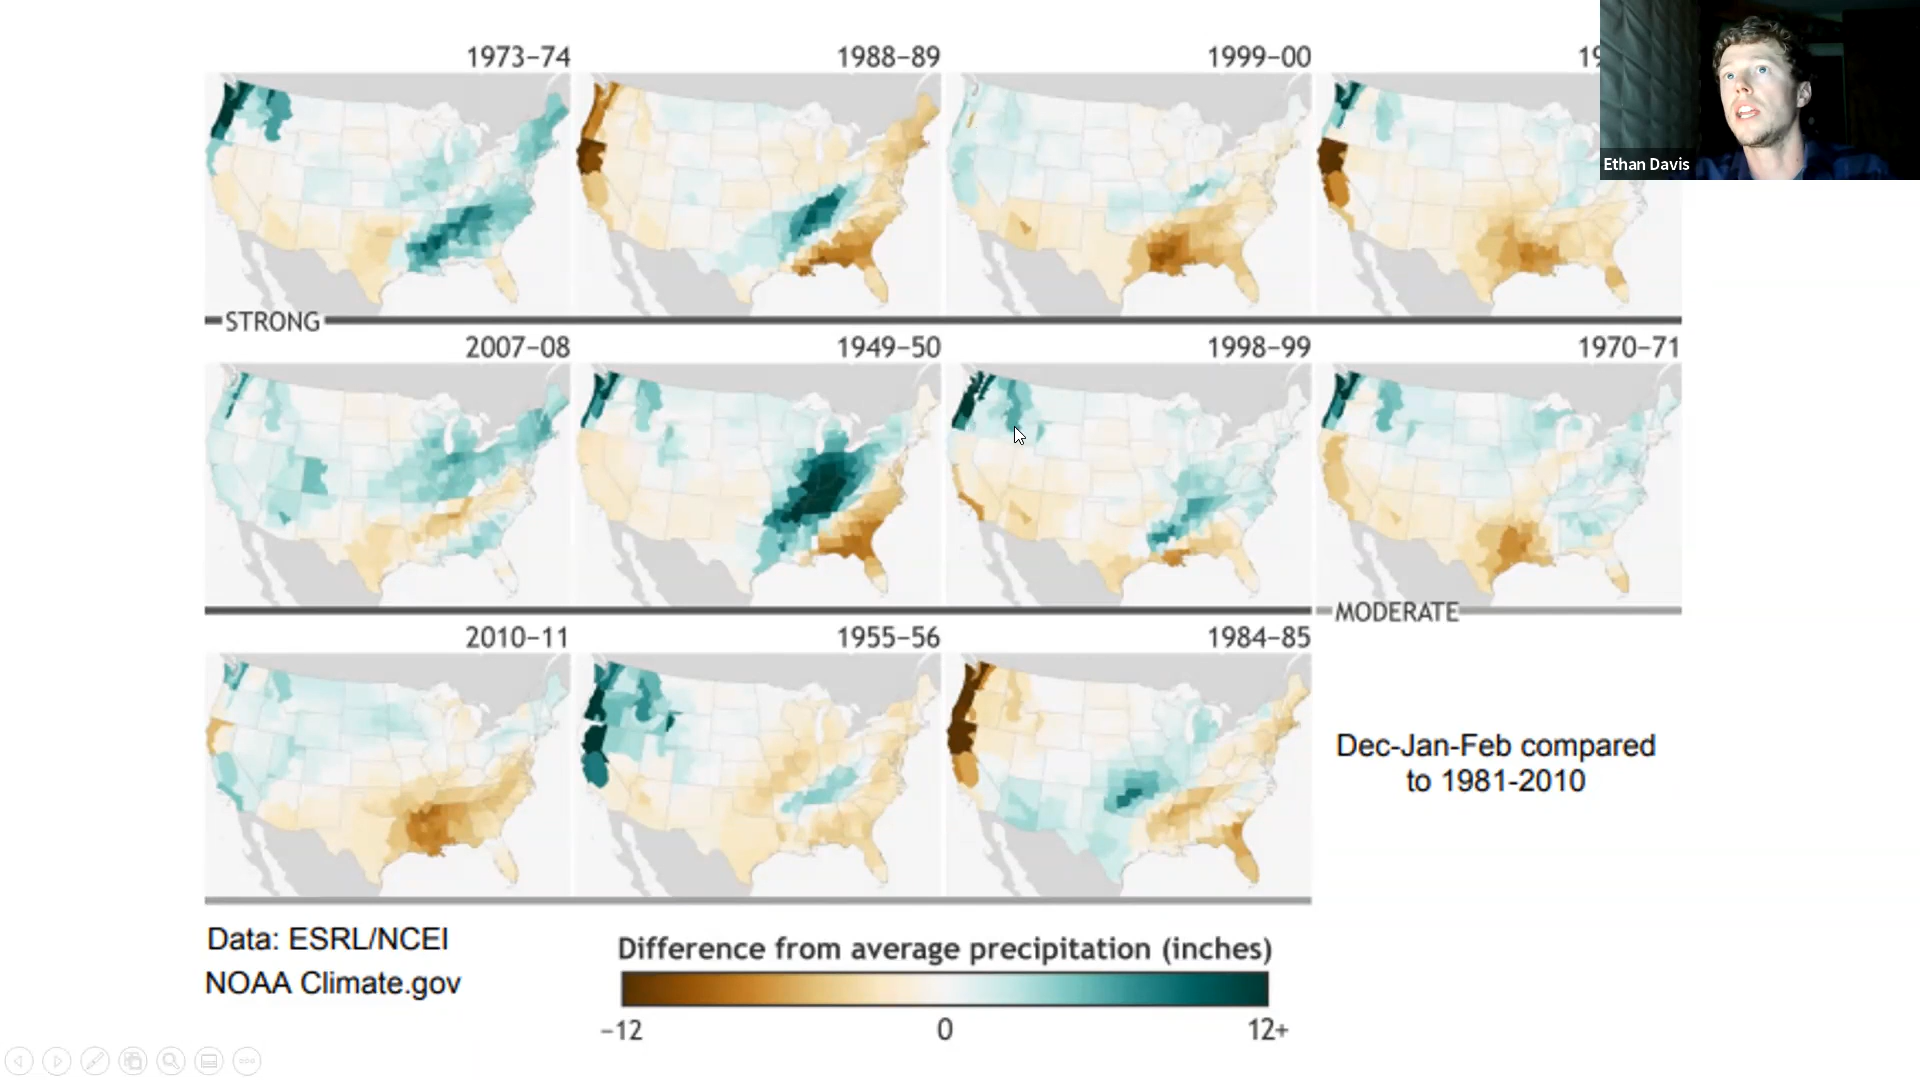 1973–74
1988–89
1999–00
19
Ethan Davis
STRONG
2007–08
1949–50
1998–99
1970–71
MODERATE
2010–11
1955–56
1984–85
Dec-Jan-Feb compared
to 1981-2010
Data: ESRL/NCEI
NOAA Climate.gov
Difference from average precipitation (inches)
−12
0
12+